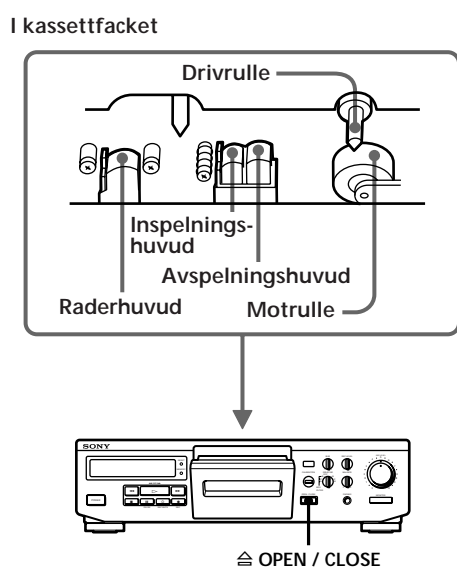 I kassettfacket
Drivrulle
Inspelnings-
huvud
Avspelningshuvud
Raderhuvud
Motrulle
SONY
≙ OPEN / CLOSE